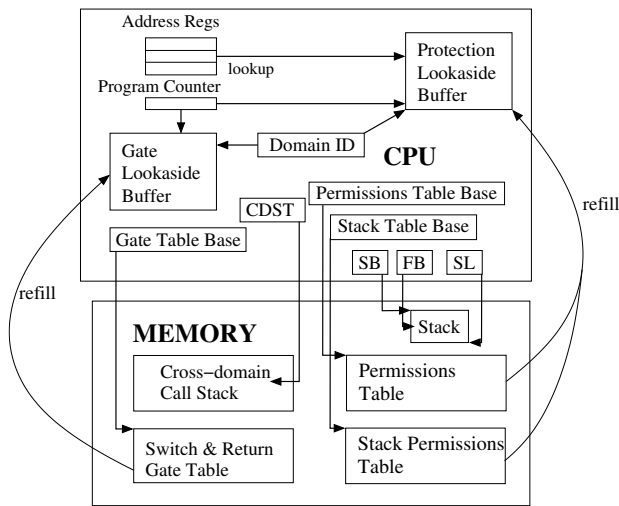 Address Regs
lookup
Program Counter
Protection
Lookaside
Buffer
Domain ID
Gate
Lookaside
Buffer
CPU
Permissions Table Base
CDST
Stack Table Base
Gate Table Base
SB
FB
SL
refill
refill
MEMORY
Stack
Cross−domain
Call Stack
Permissions
Table
Switch & Return
Gate Table
Stack Permissions
Table